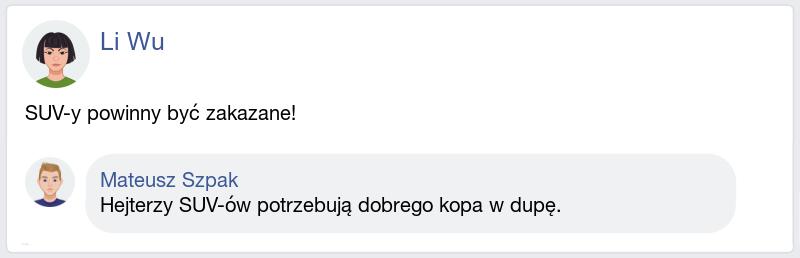 Li Wu
SUV-y powinny być zakazane!
Mateusz Szpak
Hejterzy SUV-ów potrzebują dobrego kopa w dupę.